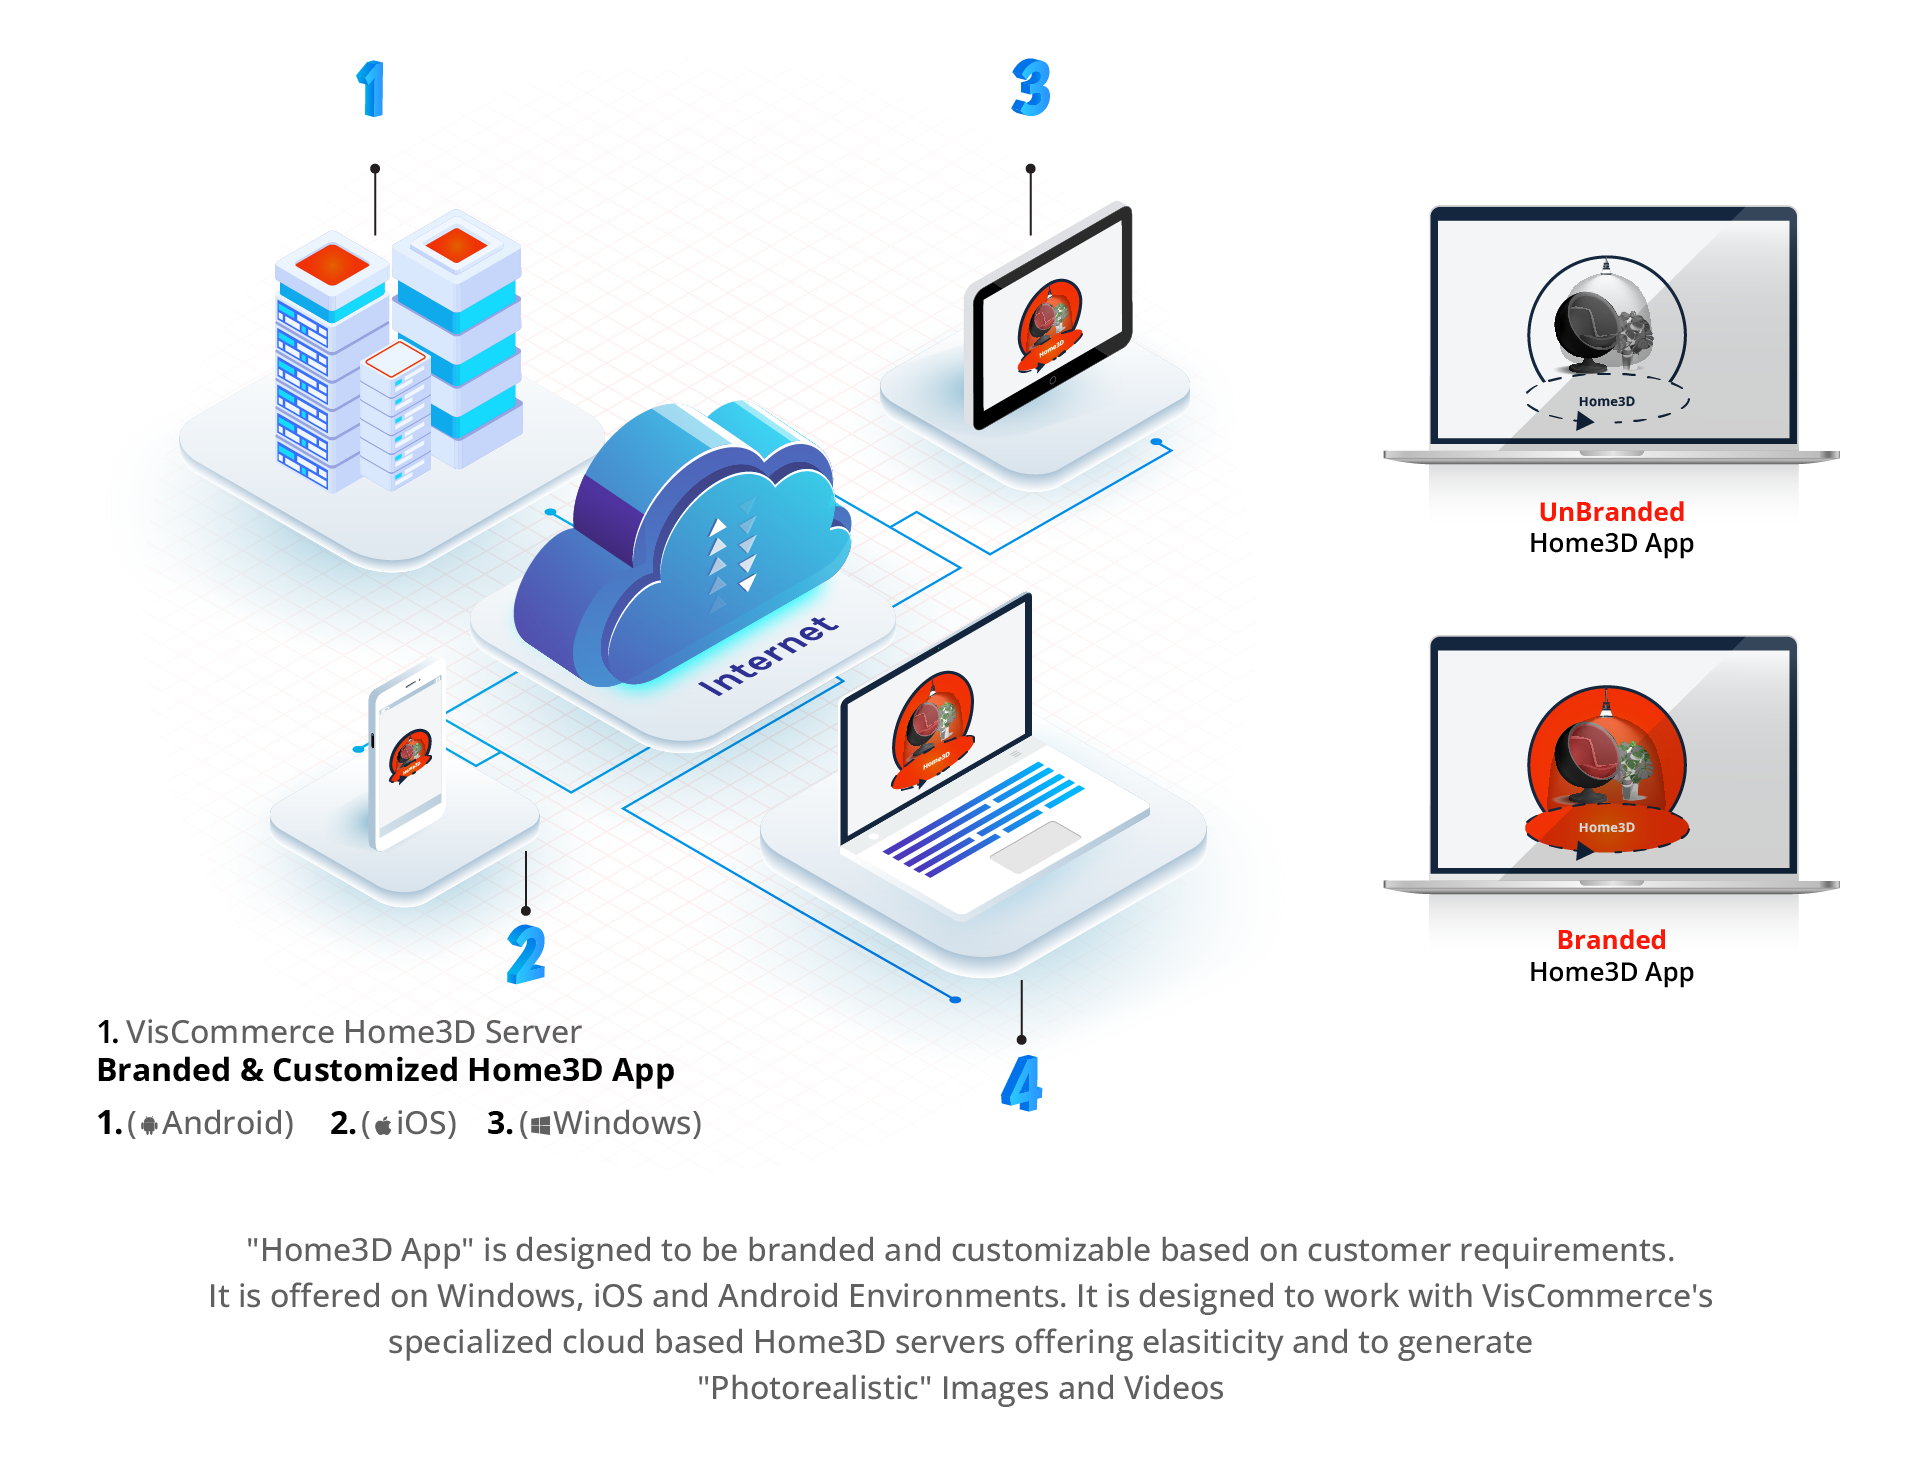 1
3
Home3D
Home3D
UnBranded
Home3D App
Internet
Home3D
Home3D
Home3D
Branded
Home3D App
2
4
1. VisCommerce Home3D Server
Branded & Customized Home3D App
1. (Android) 2. (iOS) 3. (Windows)
"Home3D App" is designed to be branded and customizable based on customer requirements.
It is offered on Windows, iOS and Android Environments. It is designed to work with VisCommerce's
specialized cloud based Home3D servers offering elasiticity and to generate
"Photorealistic" Images and Videos